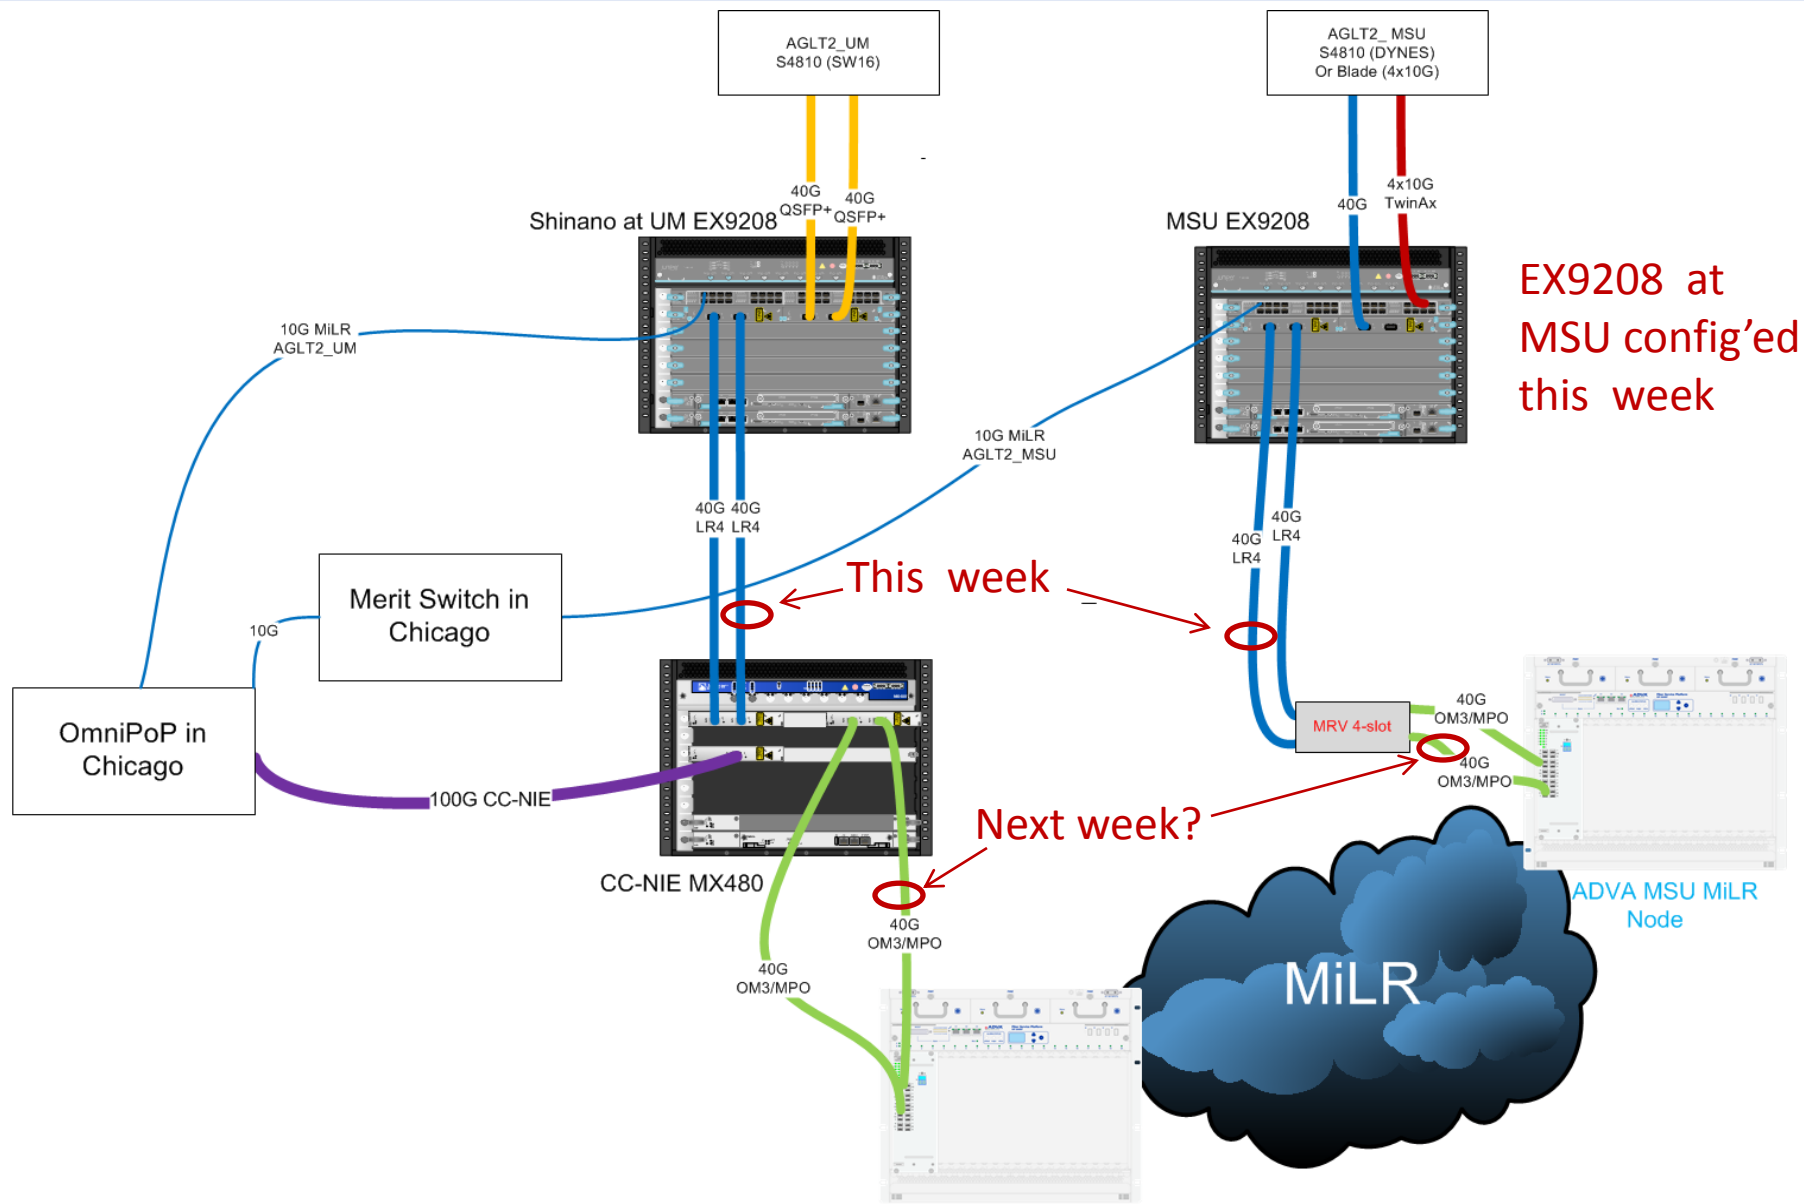 AGLT2_UM
S4810 (SW16)
AGLT2_ MSU
S4810 (DYNES)
Or Blade (4x10G)
40G
QSFP+
40G
QSFP+
40G
4x10G
TwinAx
Shinano at UM EX9208
MSU EX9208
EX9208 at
MSU config’ed
this week
10G MiLR
AGLT2_UM
10G MiLR
AGLT2_MSU
40G
LR4
40G
LR4
40G
LR4
40G
LR4
This week
Merit Switch in
Chicago
10G
OmniPoP in
Chicago
100G CC-NIE
MRV 4-slot
40G
OM3/MPO
40G
OM3/MPO
Next week?
CC-NIE MX480
40G
OM3/MPO
40G
OM3/MPO
ADVA MSU MiLR
Node
MiLR